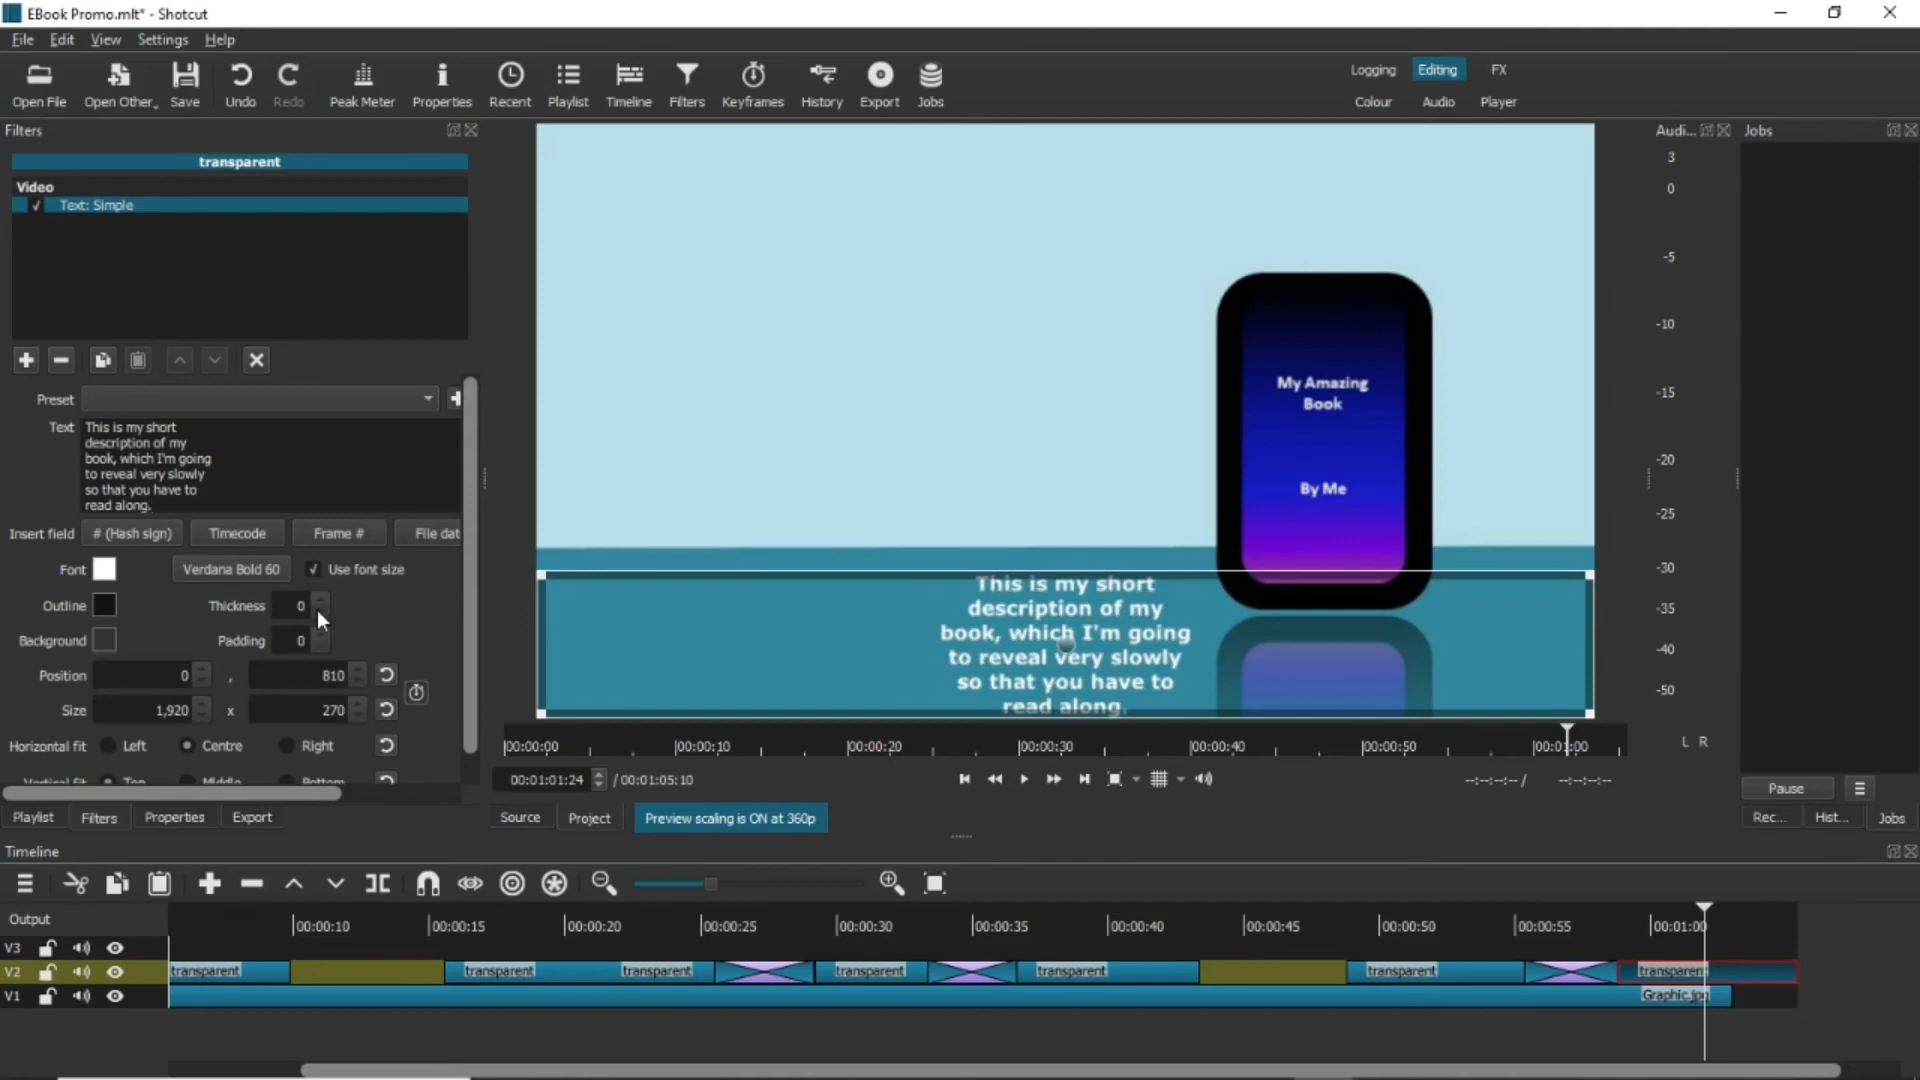 EBook Promo.mlt* - Shotcut
File Edit View Settings Help
Open File Open Other... Save Undo Redo Peak Meter Properties Recent Playlist Timeline Filters Keyframes History Export Jobs
Logging Editing FX
Colour Audio Player
Filters
transparent
Video
Text: Simple
Preset
Text
This is my short
description of my
book, which I'm going
to reveal very slowly
so that you have to
read along.
Insert field # (Hash sign) Timecode Frame # File dat
Font Verdana Bold 60 Use font size
Outline Thickness 0
Background Padding 0
Position 0 , 810
Size 1,920 x 270
Horizontal fit Left Centre Right
Vertical fit Top Middle Bottom
Playlist Filters Properties Export
My Amazing
Book
By Me
This is my short
description of my
book, which I'm going
to reveal very slowly
so that you have to
read along.
00:00:00 00:00:10 00:00:20 00:00:30 00:00:40 00:00:50 00:01:00
00:01:01:24 / 00:01:05:10 --:--:--:-- / --:--:--:--
Source Project Preview scaling is ON at 360p
Audi...
3
0
-5
-10
-15
-20
-25
-30
-35
-40
-50
L R
Jobs
Pause
Rec... Hist... Jobs
Timeline
Output
00:00:10 00:00:15 00:00:20 00:00:25 00:00:30 00:00:35 00:00:40 00:00:45 00:00:50 00:00:55 00:01:00
V3
V2 transparent transparent transparent transparent transparent transparent transparent
V1 Graphic.jpg